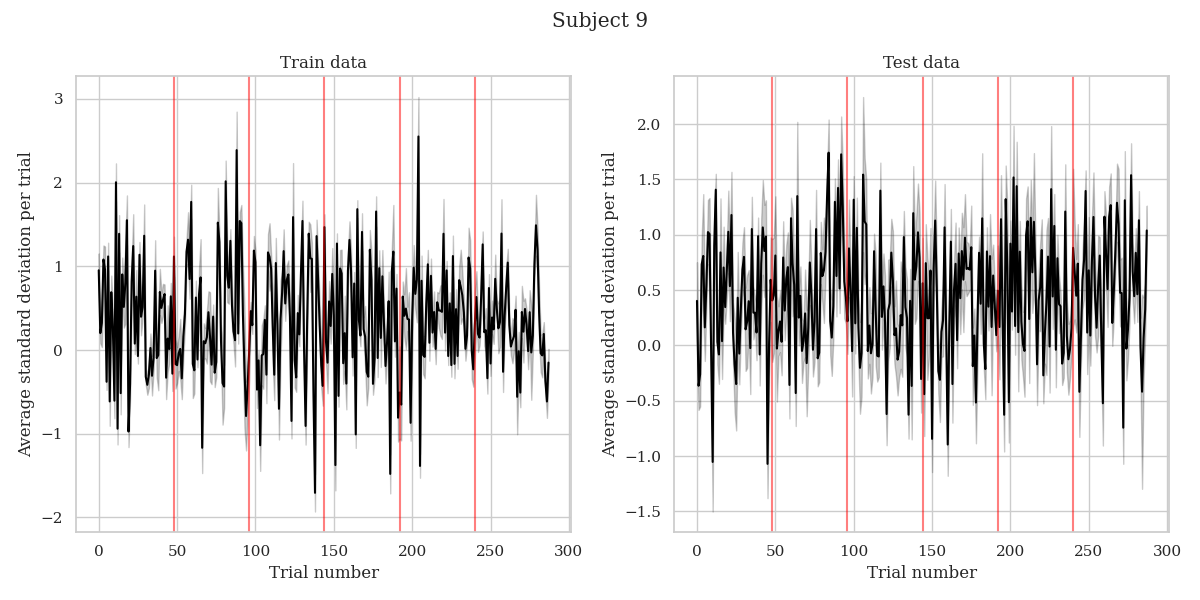 Subject 9
Train data
Average standard deviation per trial
3
2
1
0
−1
−2
0 50 100 150 200 250 300
Trial number
Test data
Average standard deviation per trial
2.0
1.5
1.0
0.5
0.0
−0.5
−1.0
−1.5
0 50 100 150 200 250 300
Trial number